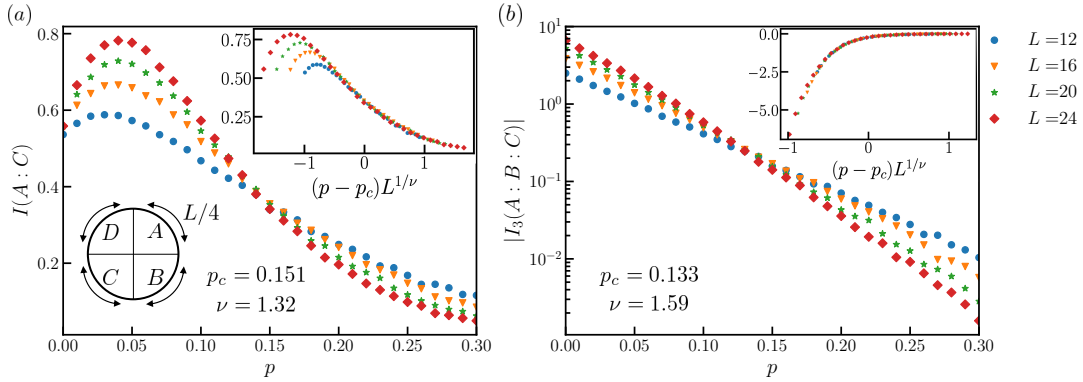 (a)
I(A : C)
0.8
0.6
0.4
0.2
0.00 0.05 0.10 0.15 0.20 0.25 0.30
p
0.75
0.50
0.25
−1 0 1
(p − p_c)L^{1/ν}
L/4
D A
C B
p_c = 0.151
ν = 1.32
(b)
|I_3(A : B : C)|
10^1
10^0
10^{−1}
10^{−2}
0.00 0.05 0.10 0.15 0.20 0.25 0.30
p
0.0
−2.5
−5.0
−1 0 1
(p − p_c)L^{1/ν}
p_c = 0.133
ν = 1.59
L =12
L =16
L =20
L =24